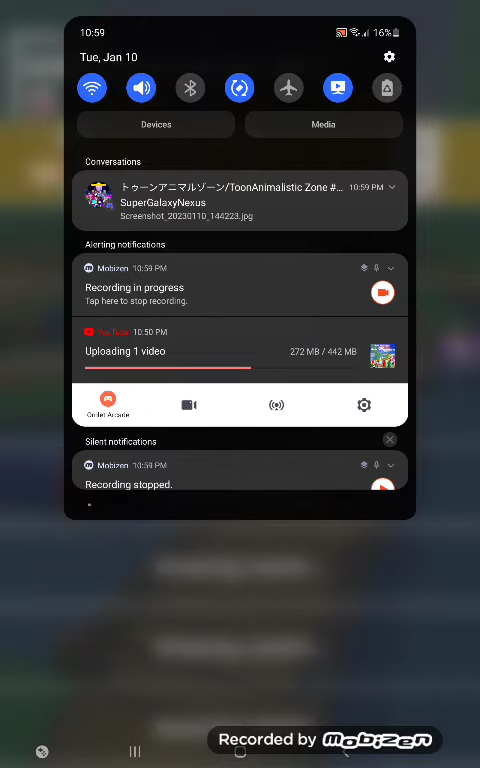 10:59
16%
Tue, Jan 10
Devices
Media
Conversations
トゥーンアニマルゾーン/ToonAnimalistic Zone #... 10:59 PM
SuperGalaxyNexus
Screenshot_20230110_144223.jpg
Alerting notifications
Mobizen 10:59 PM
Recording in progress
Tap here to stop recording.
YouTube 10:50 PM
Uploading 1 video 272 MB / 442 MB
Omlet Arcade
Silent notifications
Mobizen 10:59 PM
Recording stopped.
Recorded by mobizen